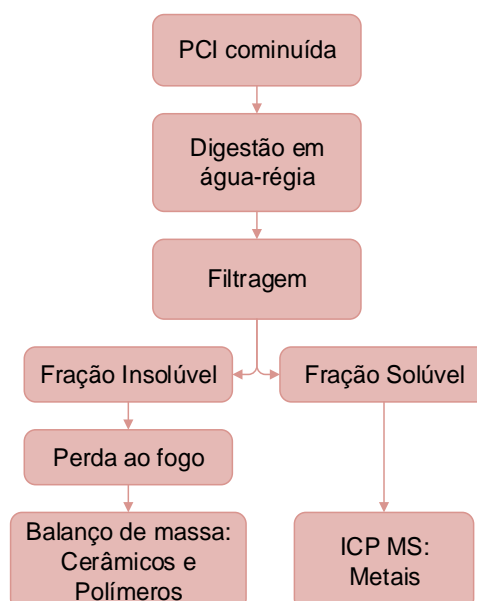 PCI cominuída
Digestão em
água-régia
Filtragem
Fração Insolúvel
Fração Solúvel
Perda ao fogo
Balanço de massa:
Cerâmicos e
Polímeros
ICP MS:
Metais